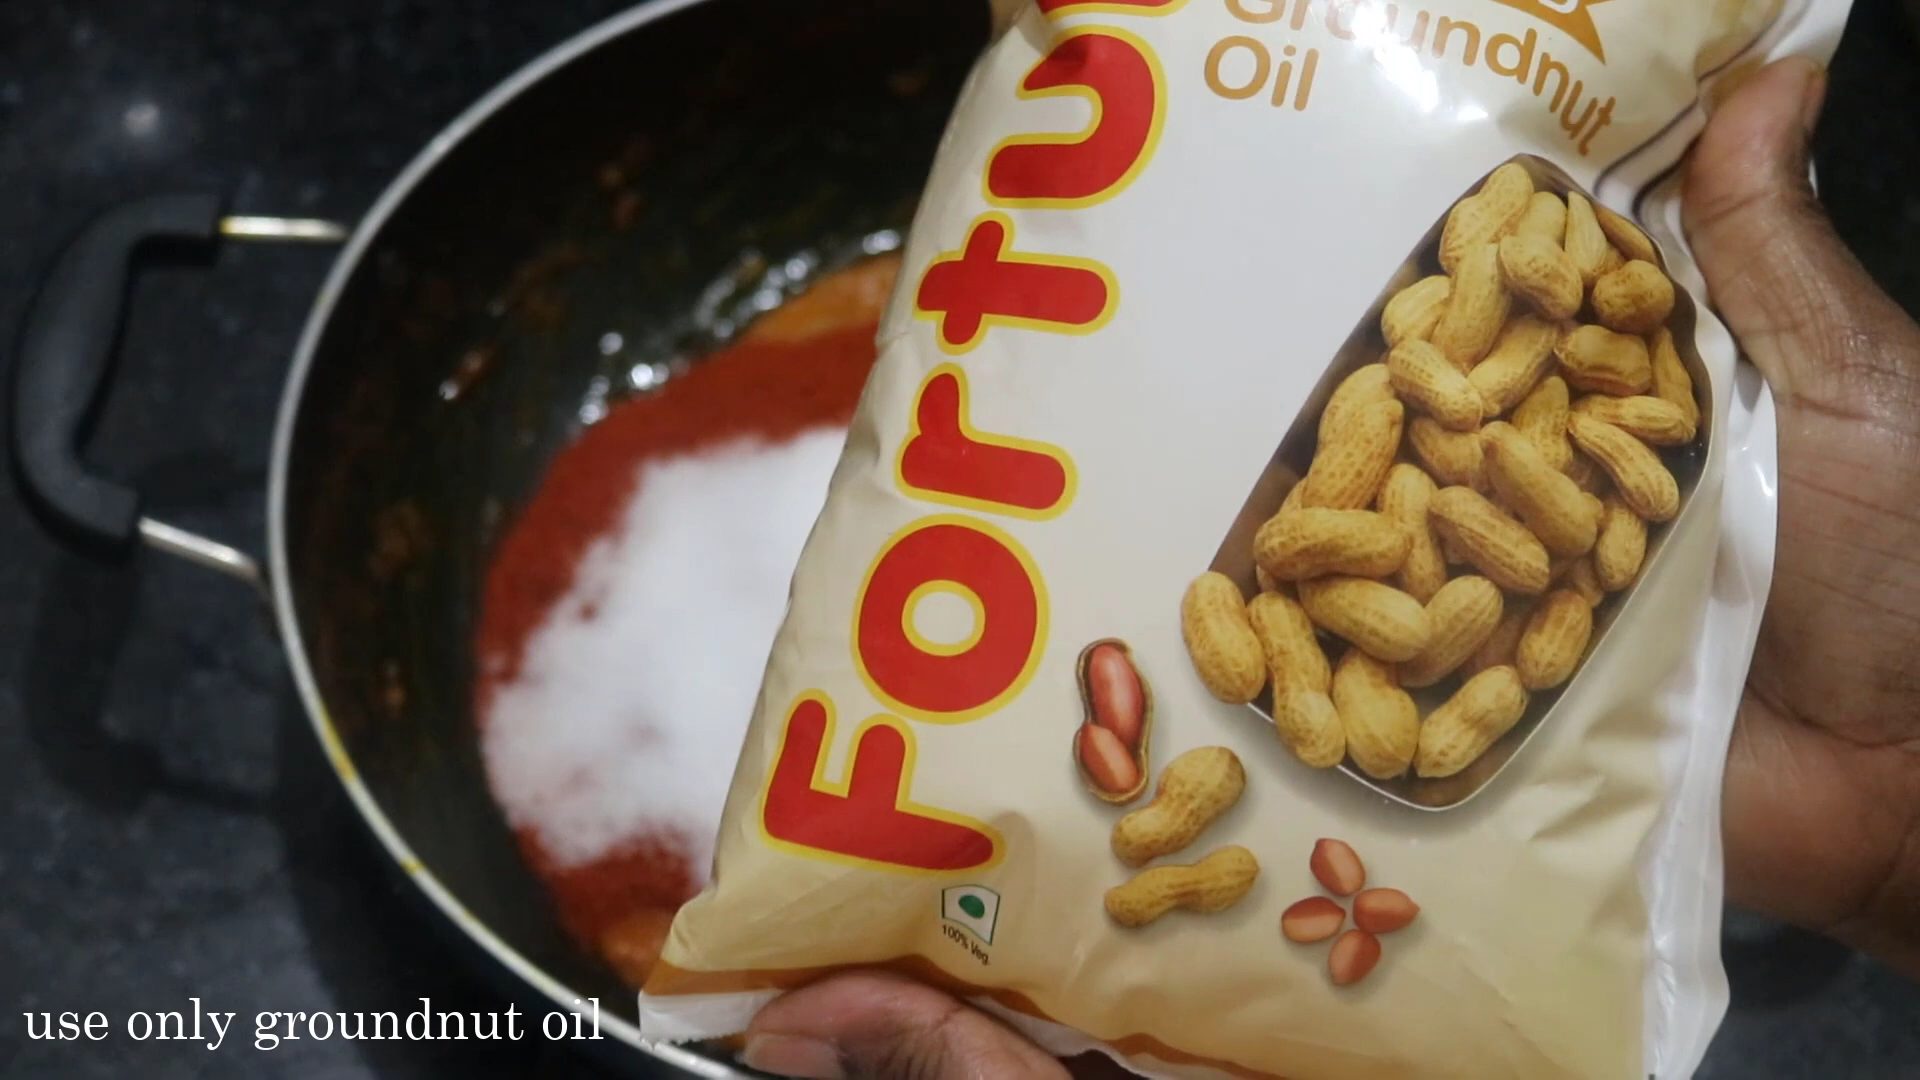 Groundnut
Oil
Fortu
100% Veg.
use only groundnut oil